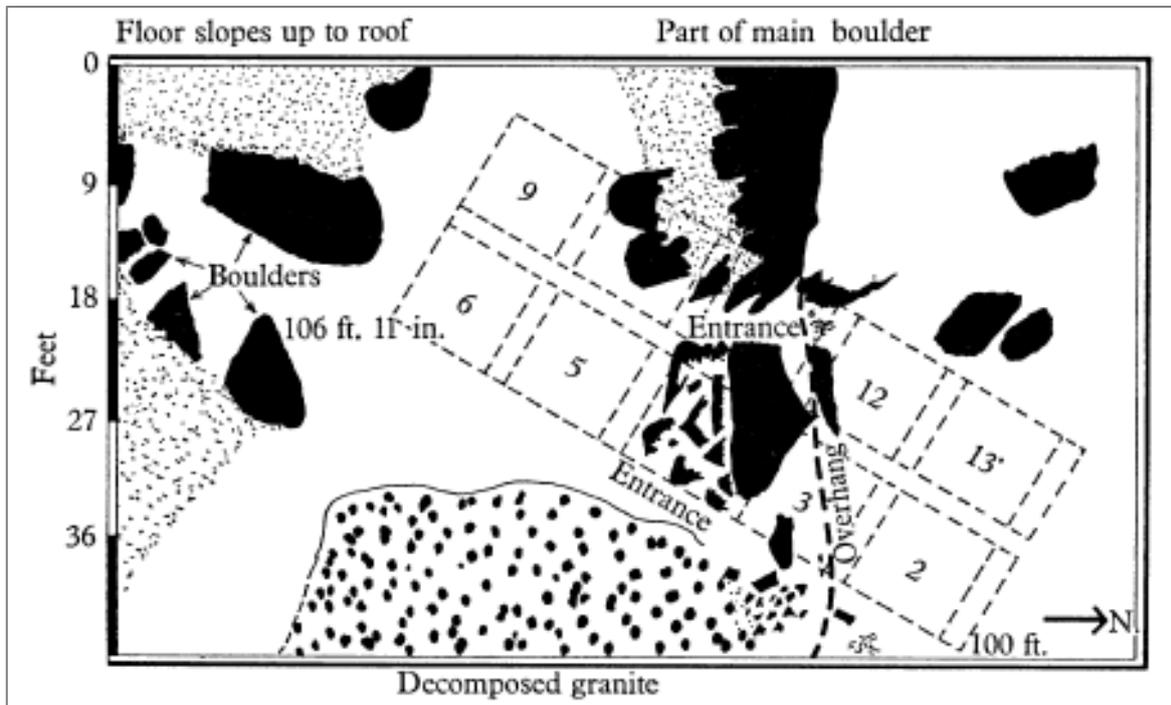 Floor slopes up to roof
Part of main boulder
0
9
9
Boulders
18
6
Entrance
106 ft. 11 in.
Feet
5
12
27
13
Entrance
3
Overhang
36
2
N
100 ft.
Decomposed granite